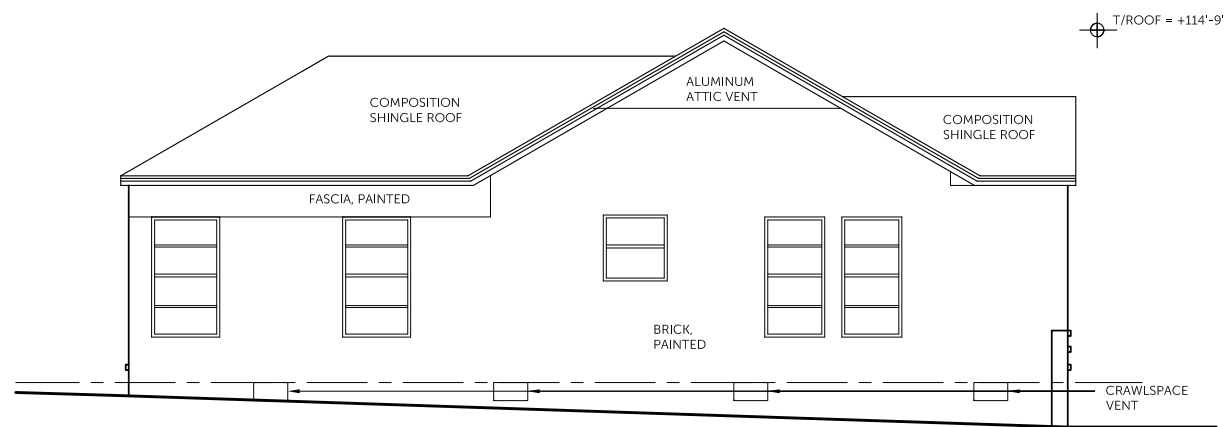 T/ROOF = +114'-9"
ALUMINUM
ATTIC VENT
COMPOSITION
SHINGLE ROOF
COMPOSITION
SHINGLE ROOF
FASCIA, PAINTED
BRICK,
PAINTED
CRAWLSPACE
VENT